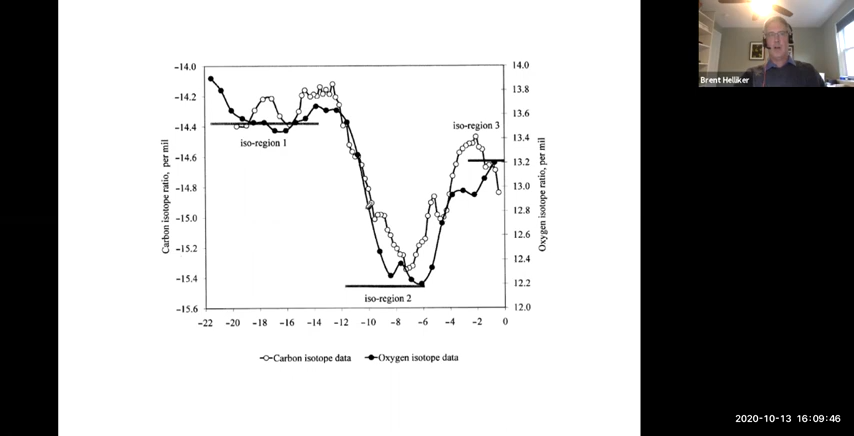 Brent Helliker
−14.0
−14.2
−14.4
−14.6
−14.8
−15.0
−15.2
−15.4
−15.6
Carbon isotope ratio, per mil
14.0
13.8
13.6
13.4
13.2
13.0
12.8
12.6
12.4
12.2
12.0
Oxygen isotope ratio, per mil
iso-region 1
iso-region 2
iso-region 3
−22 −20 −18 −16 −14 −12 −10 −8 −6 −4 −2 0
Carbon isotope data Oxygen isotope data
2020-10-13 16:09:46